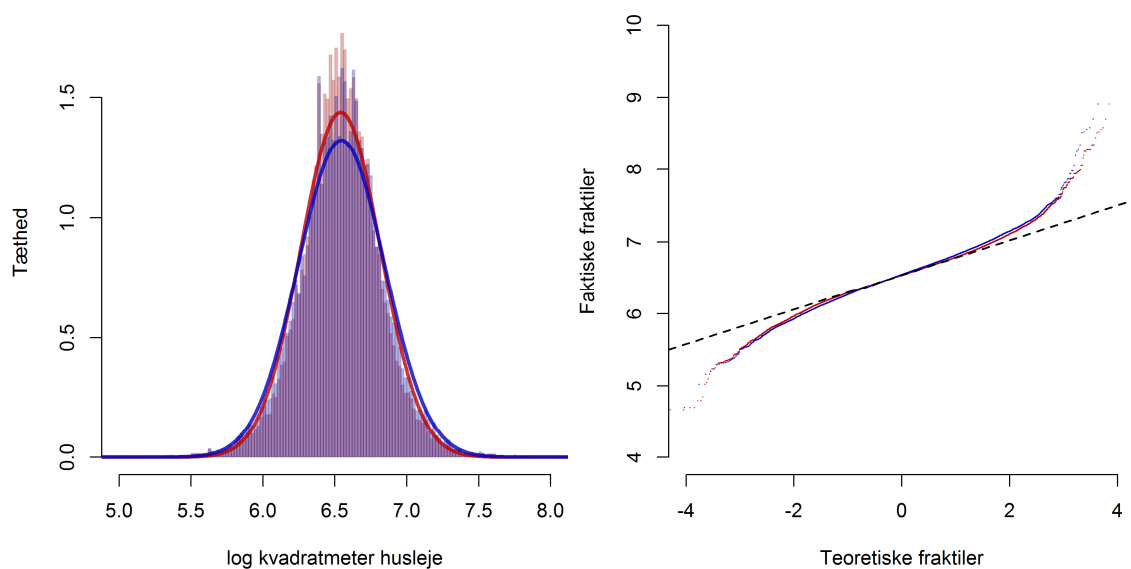 Tæthed
1.5
1.0
0.5
0.0
5.0 5.5 6.0 6.5 7.0 7.5 8.0
log kvadratmeter husleje
Faktiske fraktiler
10
9
8
7
6
5
4
-4 -2 0 2 4
Teoretiske fraktiler